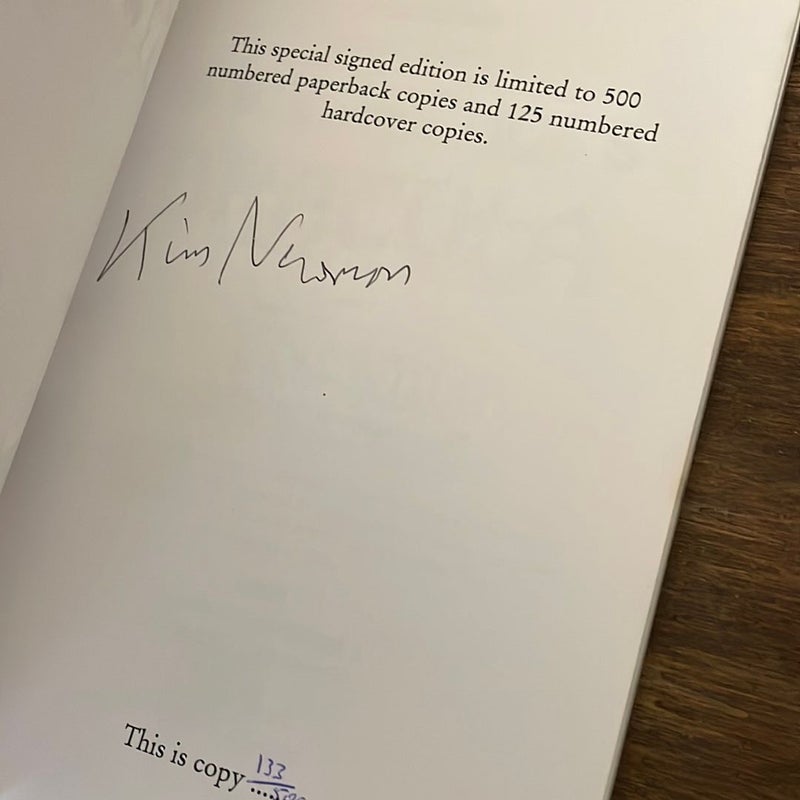 This special signed edition is limited to 500
numbered paperback copies and 125 numbered
hardcover copies.
Kim Newman
This is copy 133
....500